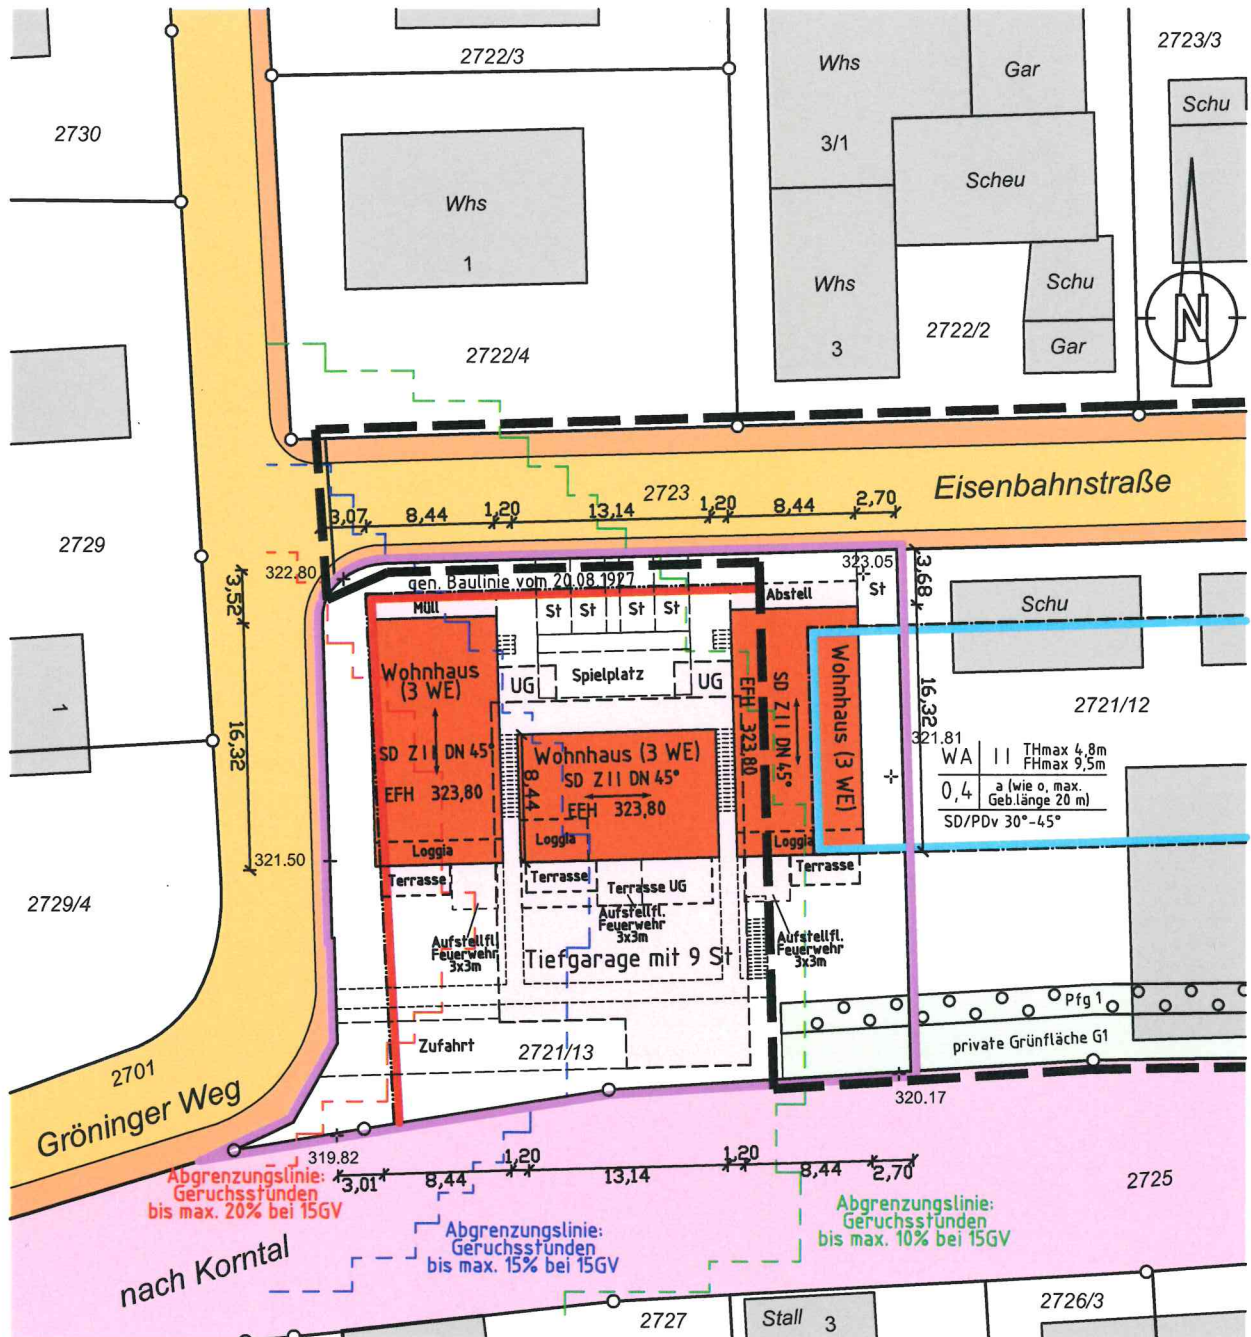 2722/3
2723/3
2730
Whs
Gar
Schu
3/1
Scheu
Whs
1
Whs
3
Schu
2722/2
Gar
N
2722/4
2723
Eisenbahnstraße
3,07
8,44
1,20
13,14
1,20
8,44
2,70
2729
322.80
323.05
3,68
3,52
gen. Baulinie vom 20.08.1927
Müll
St
St
St
St
Abstell
St
Schu
Wohnhaus
(3 WE)
UG
Spielplatz
UG
Wohnhaus (3 WE)
SD Z II DN 45°
EFH 323,80
16,32
2721/12
1
16,32
SD Z II DN 45°
EFH 323,80
Wohnhaus (3 WE)
SD Z II DN 45°
EFH 323,80
8,44
321.81
WA
II
THmax 4,8m
FHmax 9,5m
0,4
a (wie o, max.
Geb.länge 20 m)
SD/PDv 30°-45°
Loggia
Loggia
Loggia
321.50
Terrasse
Terrasse
Terrasse
Terrasse UG
2729/4
Aufstellfl.
Feuerwehr
3x3m
Aufstellfl.
Feuerwehr
3x3m
Aufstellfl.
Feuerwehr
3x3m
Tiefgarage mit 9 St
Pfg 1
Zufahrt
2721/13
private Grünfläche G1
2701
Gröninger Weg
320.17
319.82
3,01
8,44
1,20
13,14
1,20
8,44
2,70
2725
Abgrenzungslinie:
Geruchsstunden
bis max. 20% bei 15GV
Abgrenzungslinie:
Geruchsstunden
bis max. 15% bei 15GV
Abgrenzungslinie:
Geruchsstunden
bis max. 10% bei 15GV
nach Korntal
2727
Stall
3
2726/3